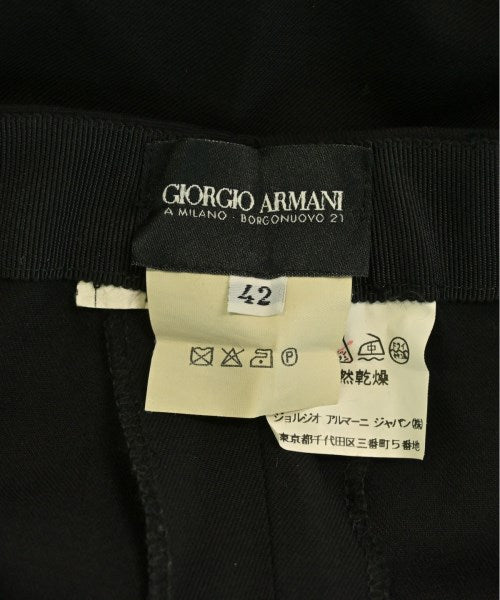 GIORGIO ARMANI
A MILANO · BORGONUOVO 21
42
P
中
然乾燥
ジョルジオ アルマーニ ジャパン(株)
東京都千代田区三番町5番地